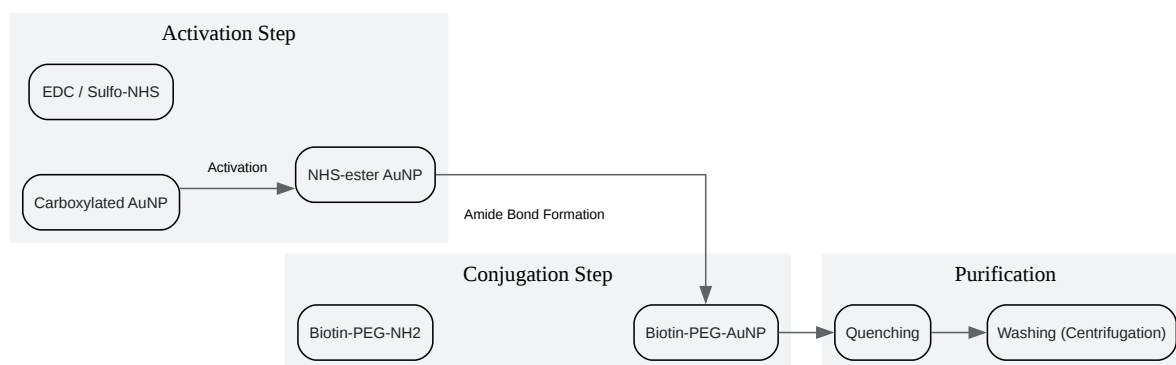 Activation Step
EDC / Sulfo-NHS
Activation
Carboxylated AuNP
NHS-ester AuNP
Amide Bond Formation
Conjugation Step
Biotin-PEG-NH2
Biotin-PEG-AuNP
Purification
Quenching
Washing (Centrifugation)